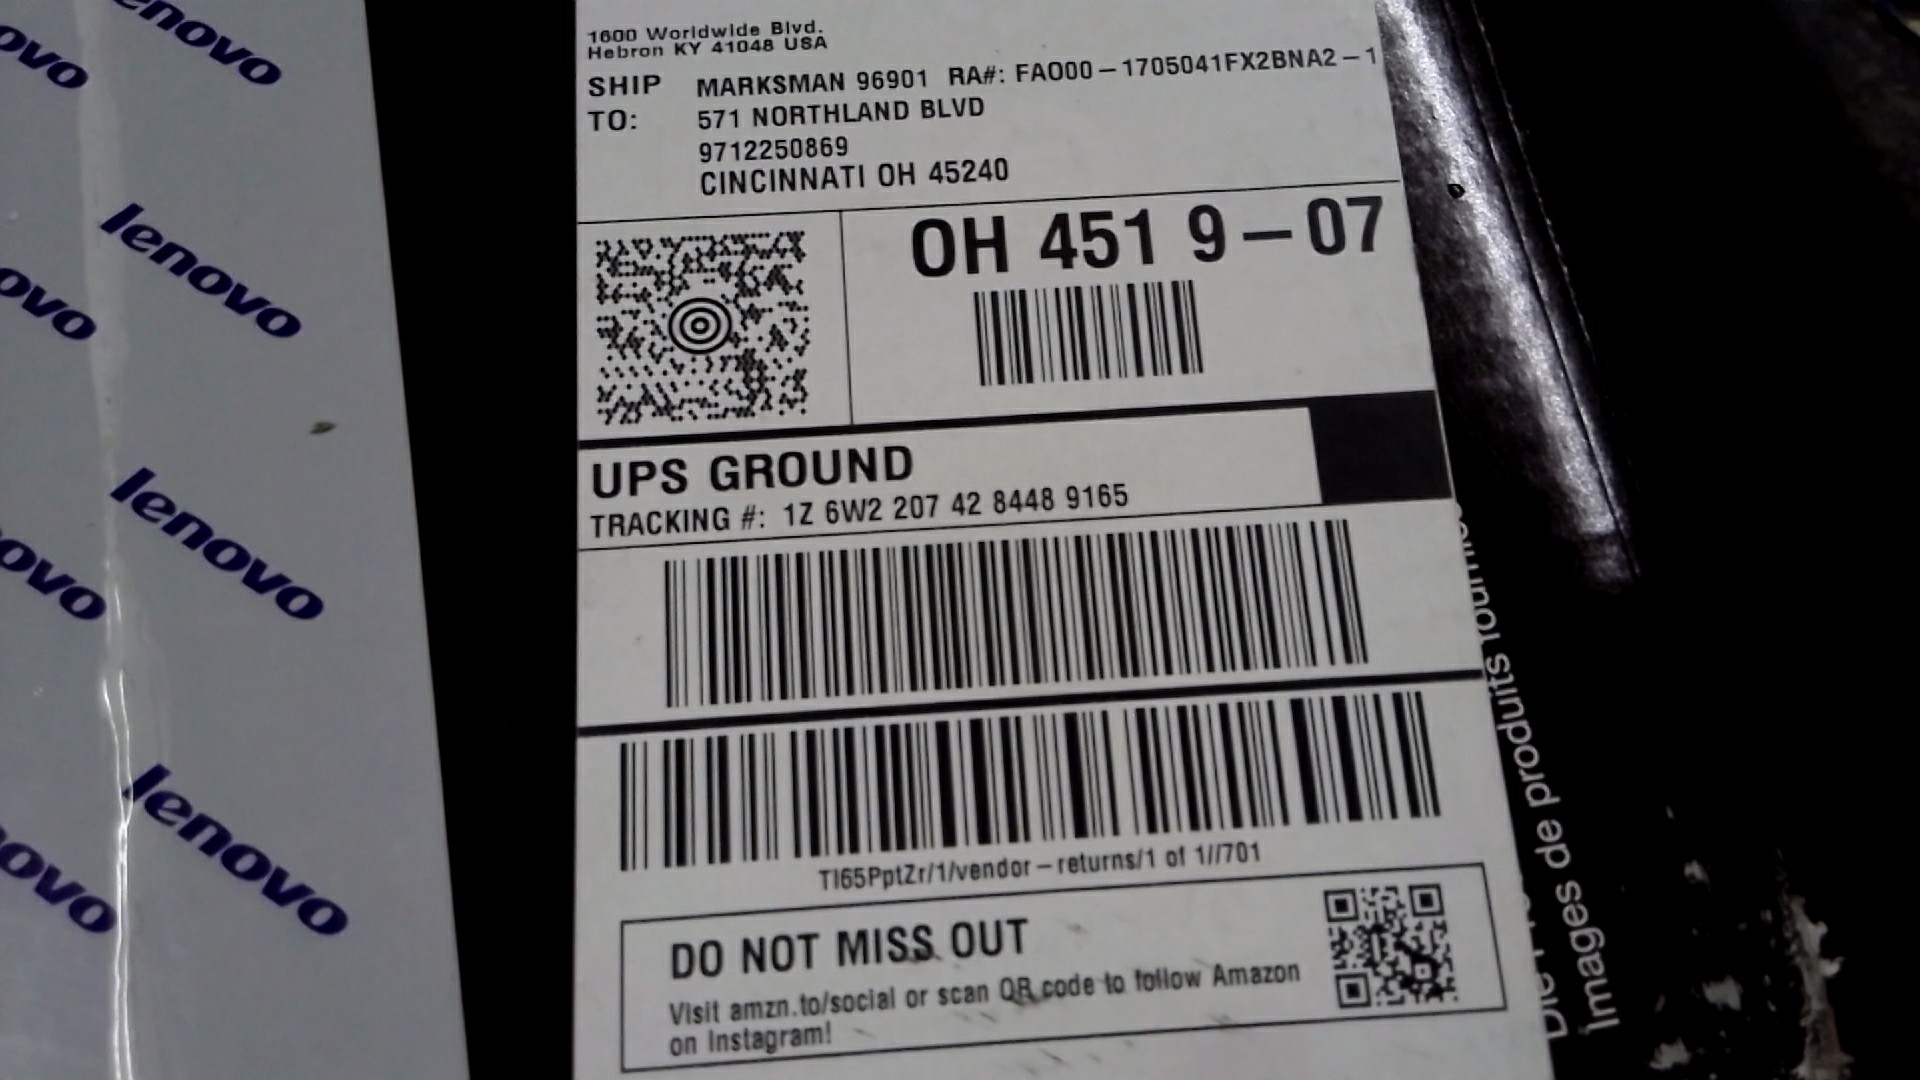 1600 Worldwide Blvd.
Hebron KY 41048 USA
SHIP TO:
MARKSMAN 96901 RA#: FAO00-1705041FX2BNA2-1
571 NORTHLAND BLVD
9712250869
CINCINNATI OH 45240
OH 451 9-07
UPS GROUND
TRACKING #: 1Z 6W2 207 42 8448 9165
TI65PptZr/1/vendor-returns/1 of 1//701
DO NOT MISS OUT
Visit amzn.to/social or scan QR code to follow Amazon
on Instagram!
lenovo
lenovo
lenovo
Images de produits